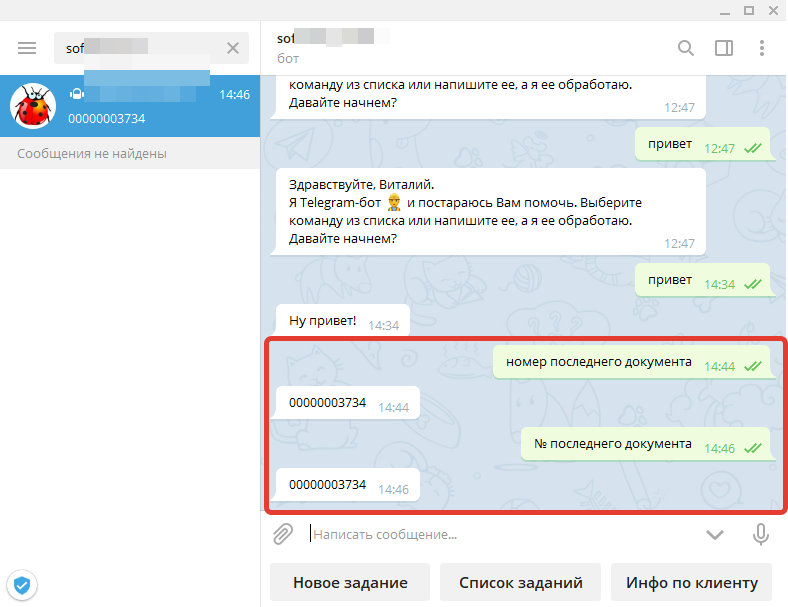 sof
14:46
00000003734
Сообщения не найдены
sof
бот
команду из списка или напишите ее, а я ее обработаю.
Давайте начнем?
12:47
привет 12:47
Здравствуйте, Виталий.
Я Telegram-бот и постараюсь Вам помочь. Выберите
команду из списка или напишите ее, а я ее обработаю.
Давайте начнем?
12:47
привет 14:34
Ну привет! 14:34
номер последнего документа 14:44
00000003734 14:44
№ последнего документа 14:46
00000003734 14:46
Написать сообщение...
Новое задание
Список заданий
Инфо по клиенту